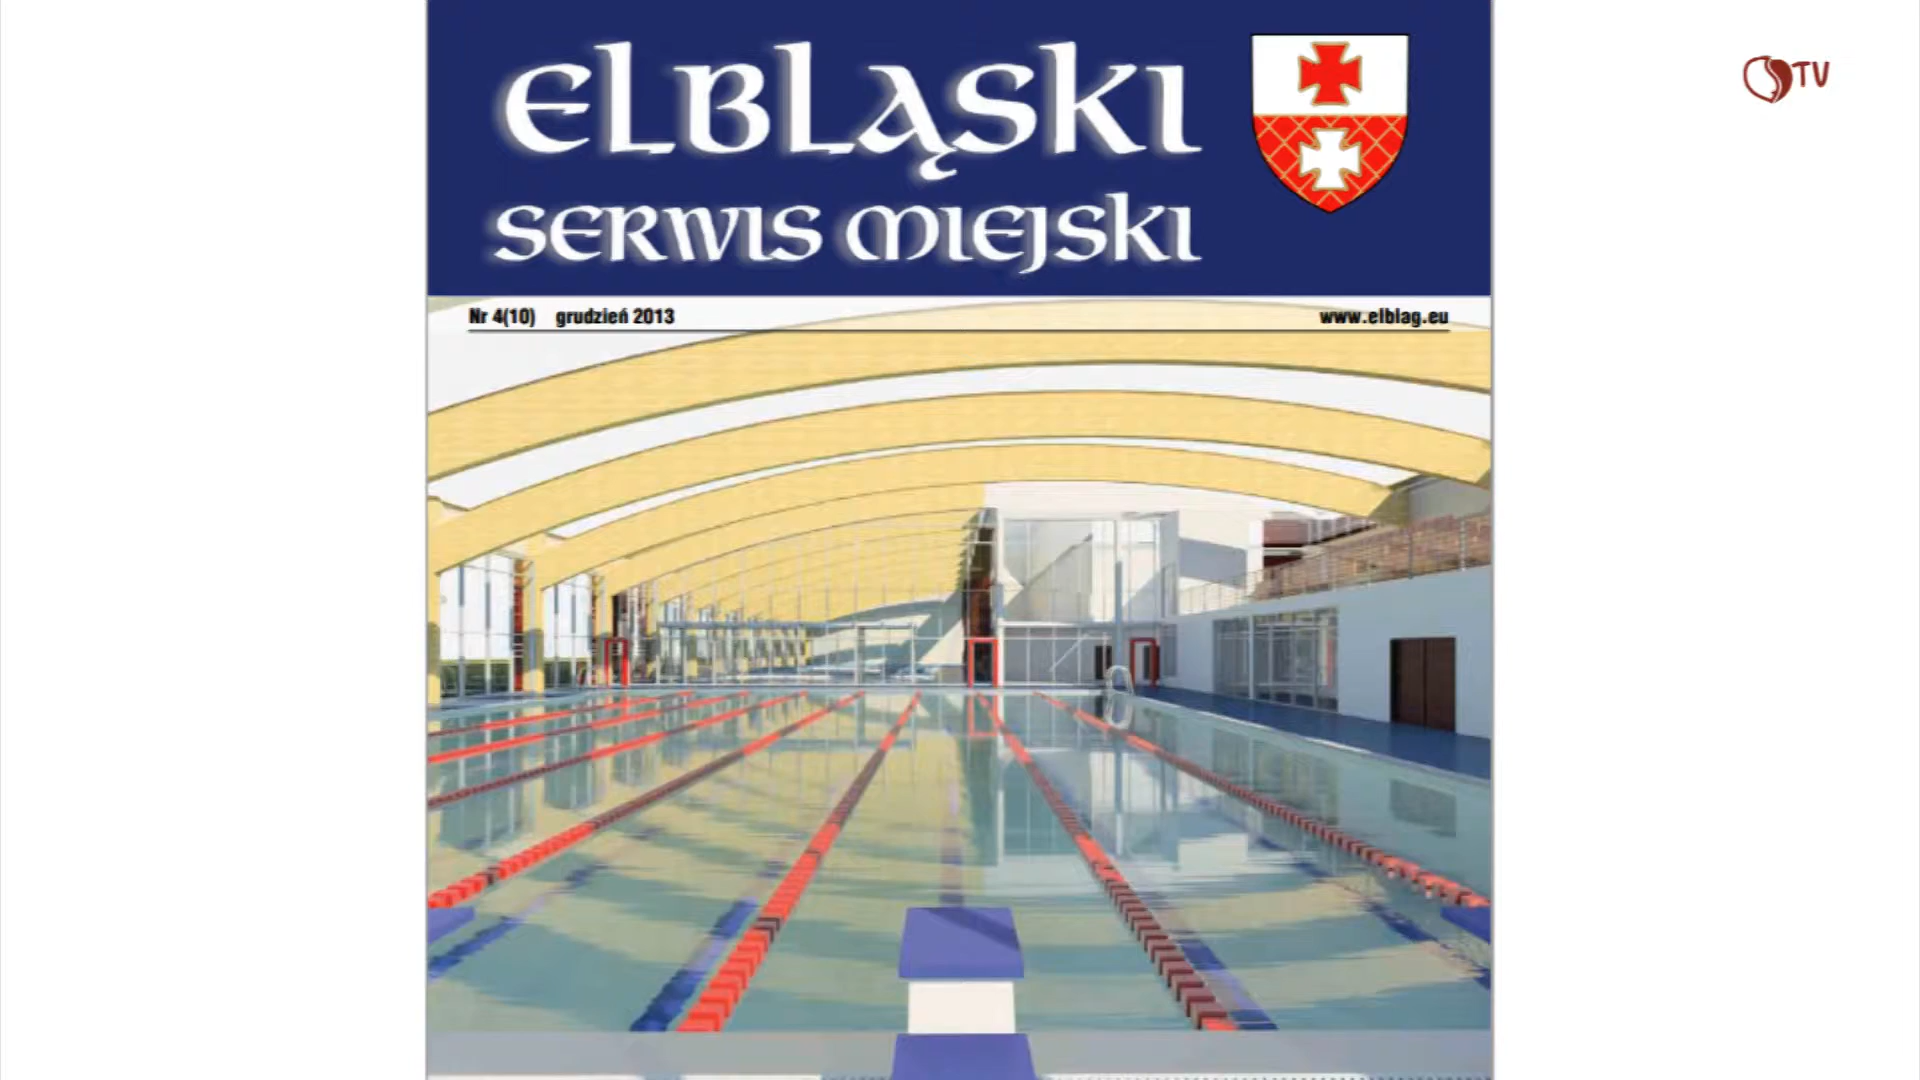 ELBLĄSKI
SERWIS MIEJSKI
TV
Nr 4(10) grudzień 2013
www.elblag.eu